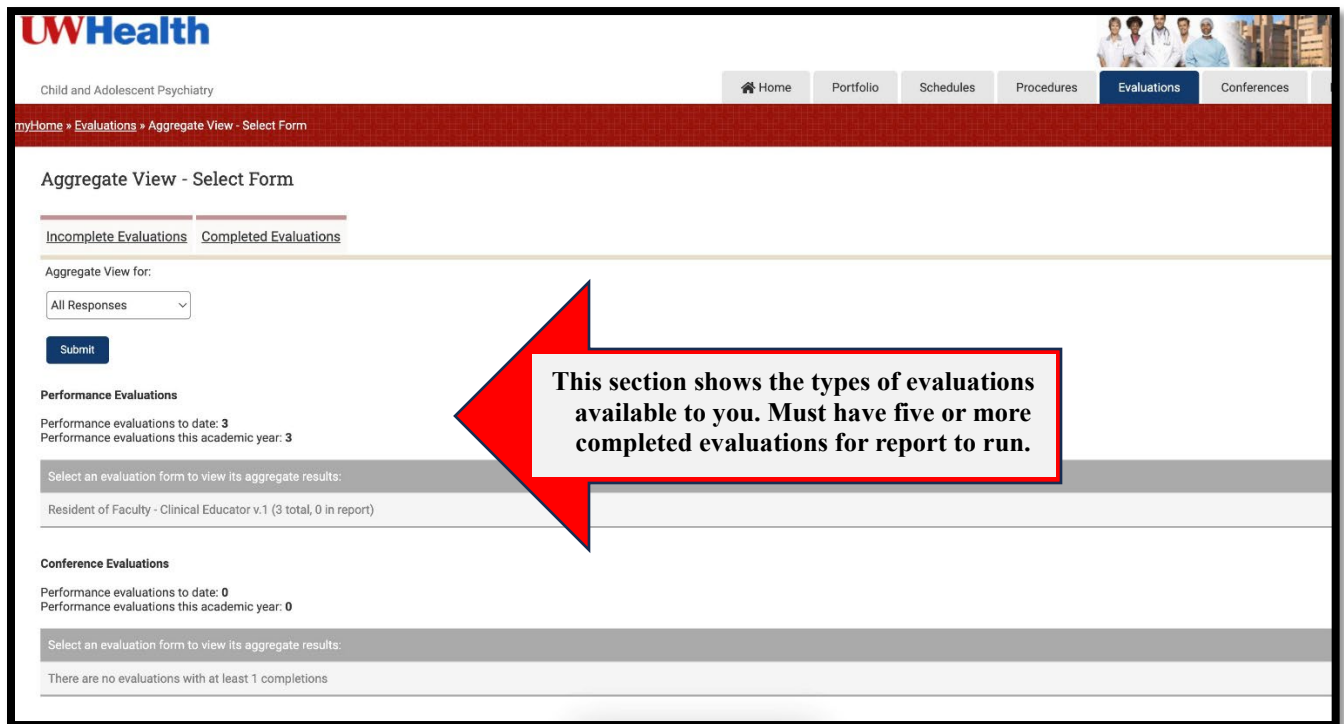 UWHealth
Child and Adolescent Psychiatry
Home Portfolio Schedules Procedures Evaluations Conferences
myHome » Evaluations » Aggregate View - Select Form
Aggregate View - Select Form
Incomplete Evaluations Completed Evaluations
Aggregate View for:
All Responses
Submit
This section shows the types of evaluations
available to you. Must have five or more
completed evaluations for report to run.
Performance Evaluations
Performance evaluations to date: 3
Performance evaluations this academic year: 3
Select an evaluation form to view its aggregate results:
Resident of Faculty - Clinical Educator v.1 (3 total, 0 in report)
Conference Evaluations
Performance evaluations to date: 0
Performance evaluations this academic year: 0
Select an evaluation form to view its aggregate results:
There are no evaluations with at least 1 completions